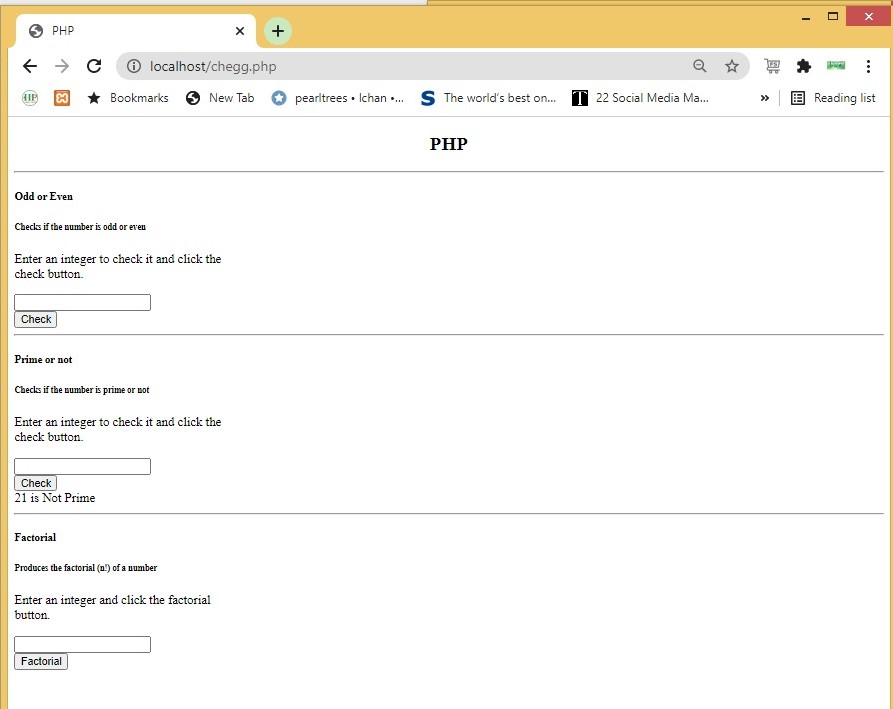 PHP
localhost/chegg.php
Bookmarks
New Tab
pearltrees • Ichan •...
The world's best on...
22 Social Media Ma...
Reading list
PHP
Odd or Even
Checks if the number is odd or even
Enter an integer to check it and click the
check button.
Check
Prime or not
Checks if the number is prime or not
Enter an integer to check it and click the
check button.
Check
21 is Not Prime
Factorial
Produces the factorial (n!) of a number
Enter an integer and click the factorial
button.
Factorial